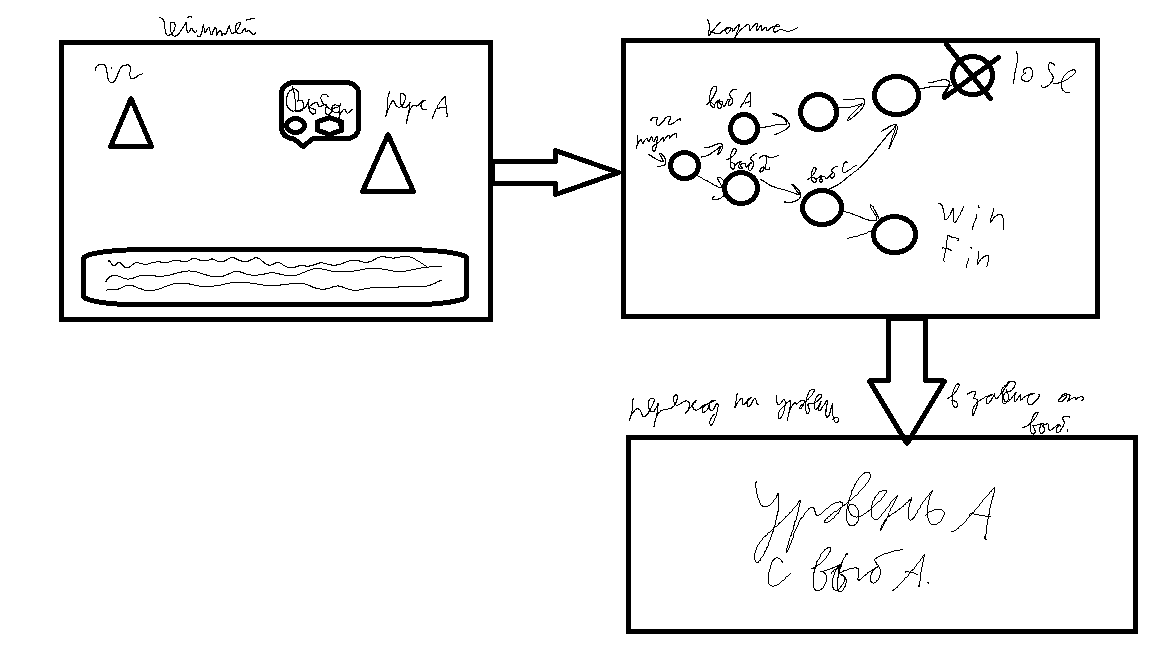 геймплей
гг
Выбор
перс А
карта
выб А
гг
выб Б
выб С
lose
win
Fin
переход на уровень
в завис от
выб.
уровень А
с выб А.